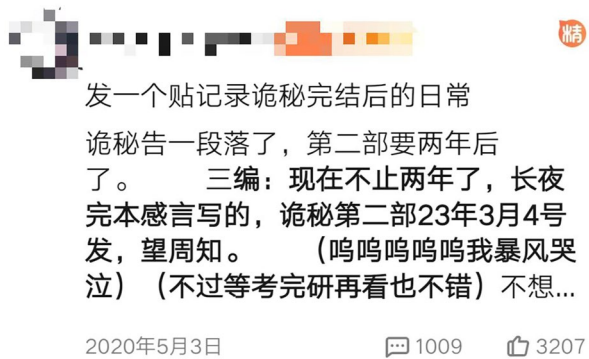 精
发一个贴记录诡秘完结后的日常
诡秘告一段落了，第二部要两年后
了。 三编：现在不止两年了，长夜
完本感言写的，诡秘第二部23年3月4号
发，望周知。 （呜呜呜呜呜我暴风哭
泣）（不过等考完研再看也不错）不想...
2020年5月3日 1009 3207